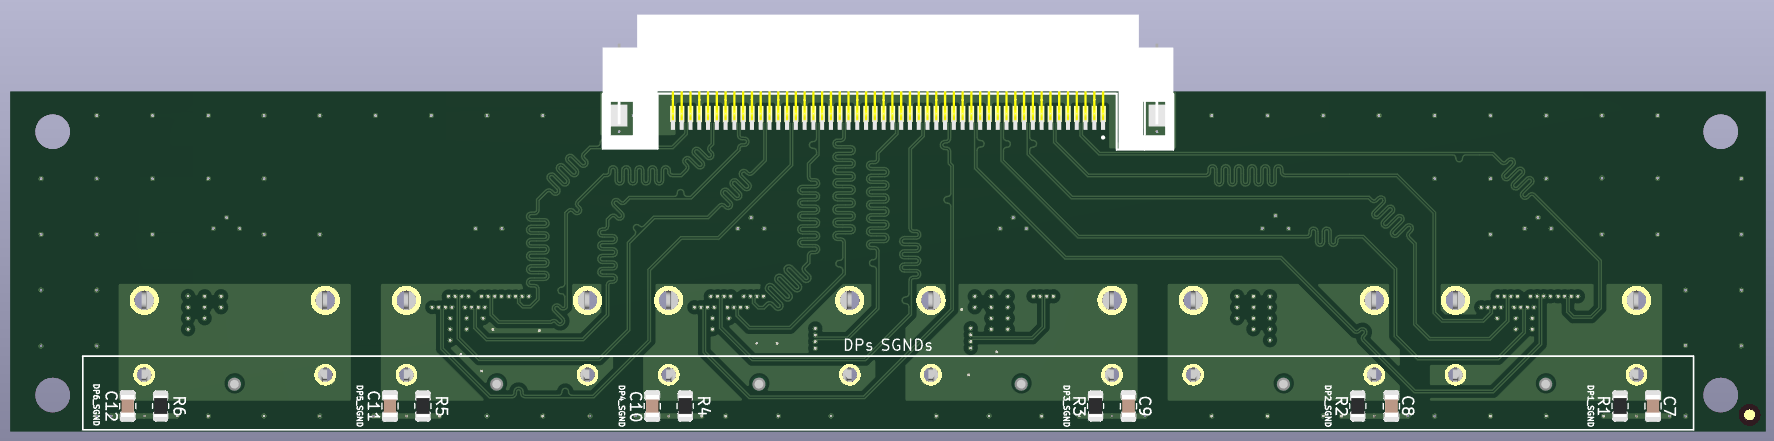 DPs SGNDs
DP6_SGND
C12
R6
DP5_SGND
C11
R5
DP4_SGND
C10
R4
DP3_SGND
R3
C9
DP2_SGND
R2
C8
DP1_SGND
R1
C7